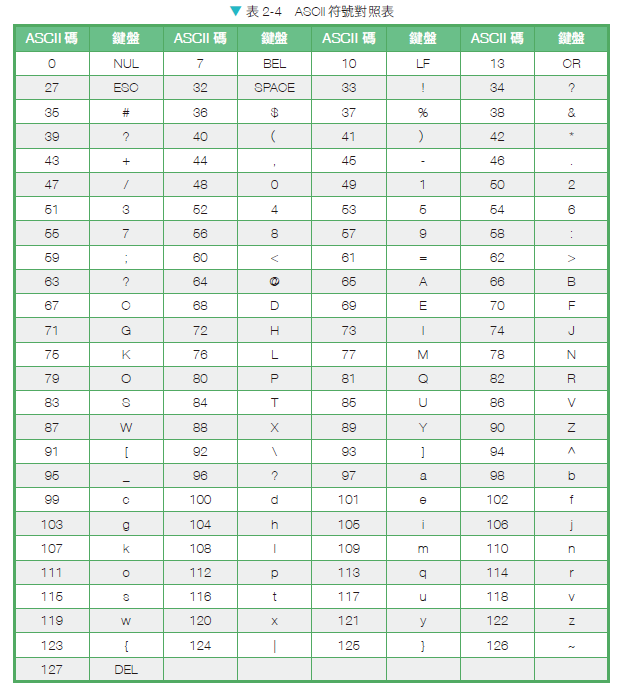 ▼ 表 2-4 ASCII 符號對照表
ASCII 碼 鍵盤 ASCII 碼 鍵盤 ASCII 碼 鍵盤 ASCII 碼 鍵盤
0 NUL 7 BEL 10 LF 13 CR
27 ESC 32 SPACE 33 ! 34 ?
35 # 36 $ 37 % 38 &
39 ? 40 ( 41 ) 42 *
43 + 44 , 45 - 46 .
47 / 48 0 49 1 50 2
51 3 52 4 53 5 54 6
55 7 56 8 57 9 58 :
59 ; 60 < 61 = 62 >
63 ? 64 @ 65 A 66 B
67 C 68 D 69 E 70 F
71 G 72 H 73 I 74 J
75 K 76 L 77 M 78 N
79 O 80 P 81 Q 82 R
83 S 84 T 85 U 86 V
87 W 88 X 89 Y 90 Z
91 [ 92 \ 93 ] 94 ^
95 _ 96 ? 97 a 98 b
99 c 100 d 101 e 102 f
103 g 104 h 105 i 106 j
107 k 108 l 109 m 110 n
111 o 112 p 113 q 114 r
115 s 116 t 117 u 118 v
119 w 120 x 121 y 122 z
123 { 124 | 125 } 126 ~
127 DEL